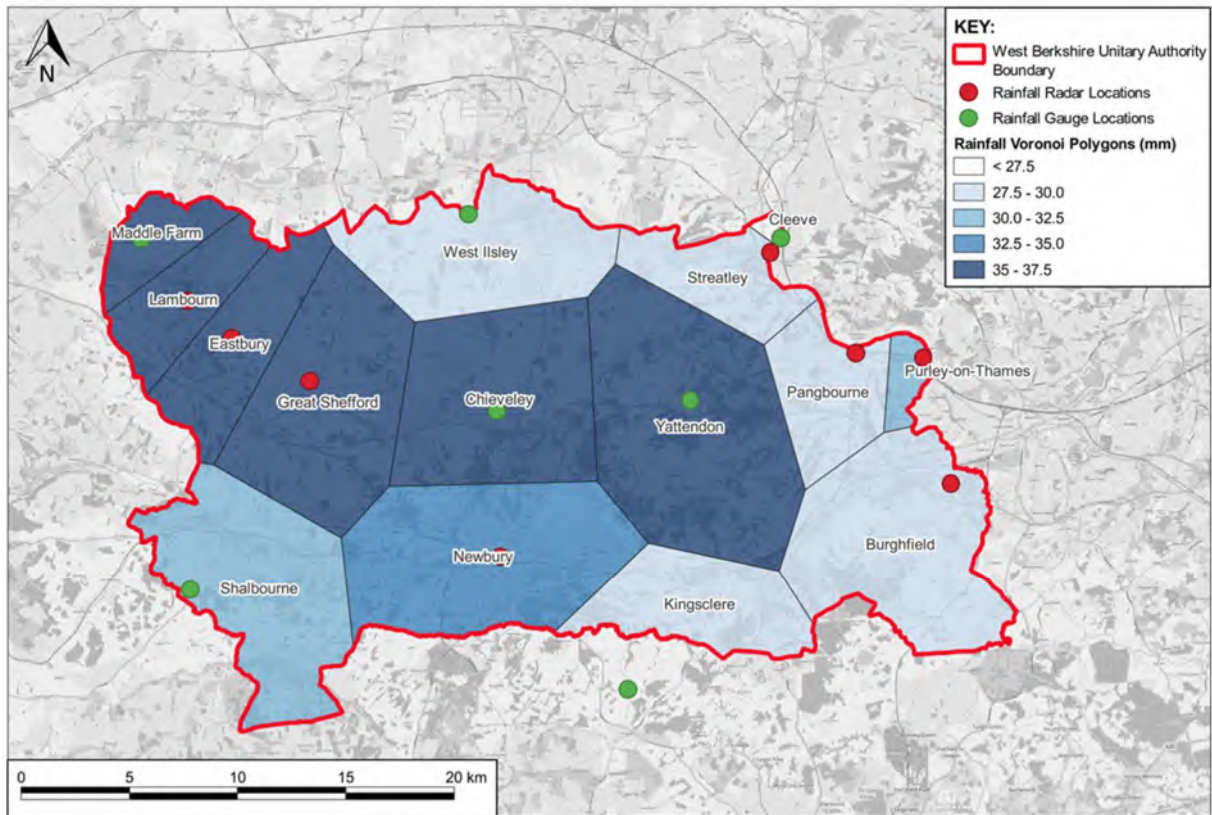 N
KEY:
West Berkshire Unitary Authority
Boundary
Rainfall Radar Locations
Rainfall Gauge Locations
Rainfall Voronoi Polygons (mm)
< 27.5
27.5 - 30.0
30.0 - 32.5
32.5 - 35.0
35 - 37.5
Maddle Farm
Lambourn
Eastbury
Great Shefford
West Ilsley
Chieveley
Streatley
Cleeve
Yattendon
Pangbourne
Purley-on-Thames
Burghfield
Newbury
Shalbourne
Kingsclere
0 5 10 15 20 km